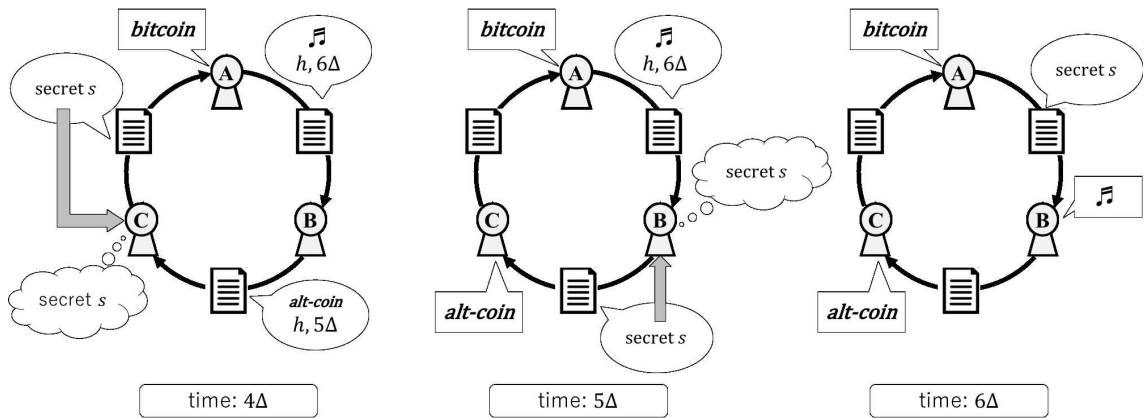 bitcoin
A
♬
h, 6Δ
secret s
C
B
secret s
alt-coin
h, 5Δ
time: 4Δ
bitcoin
A
♬
h, 6Δ
secret s
C
B
alt-coin
secret s
time: 5Δ
bitcoin
A
secret s
C
B
♬
alt-coin
time: 6Δ